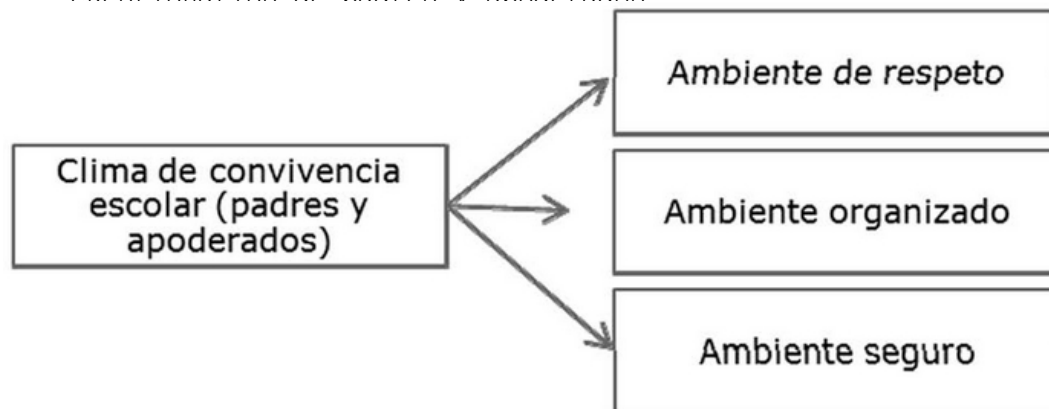 Clima de convivencia
escolar (padres y
apoderados)
Ambiente de respeto
Ambiente organizado
Ambiente seguro